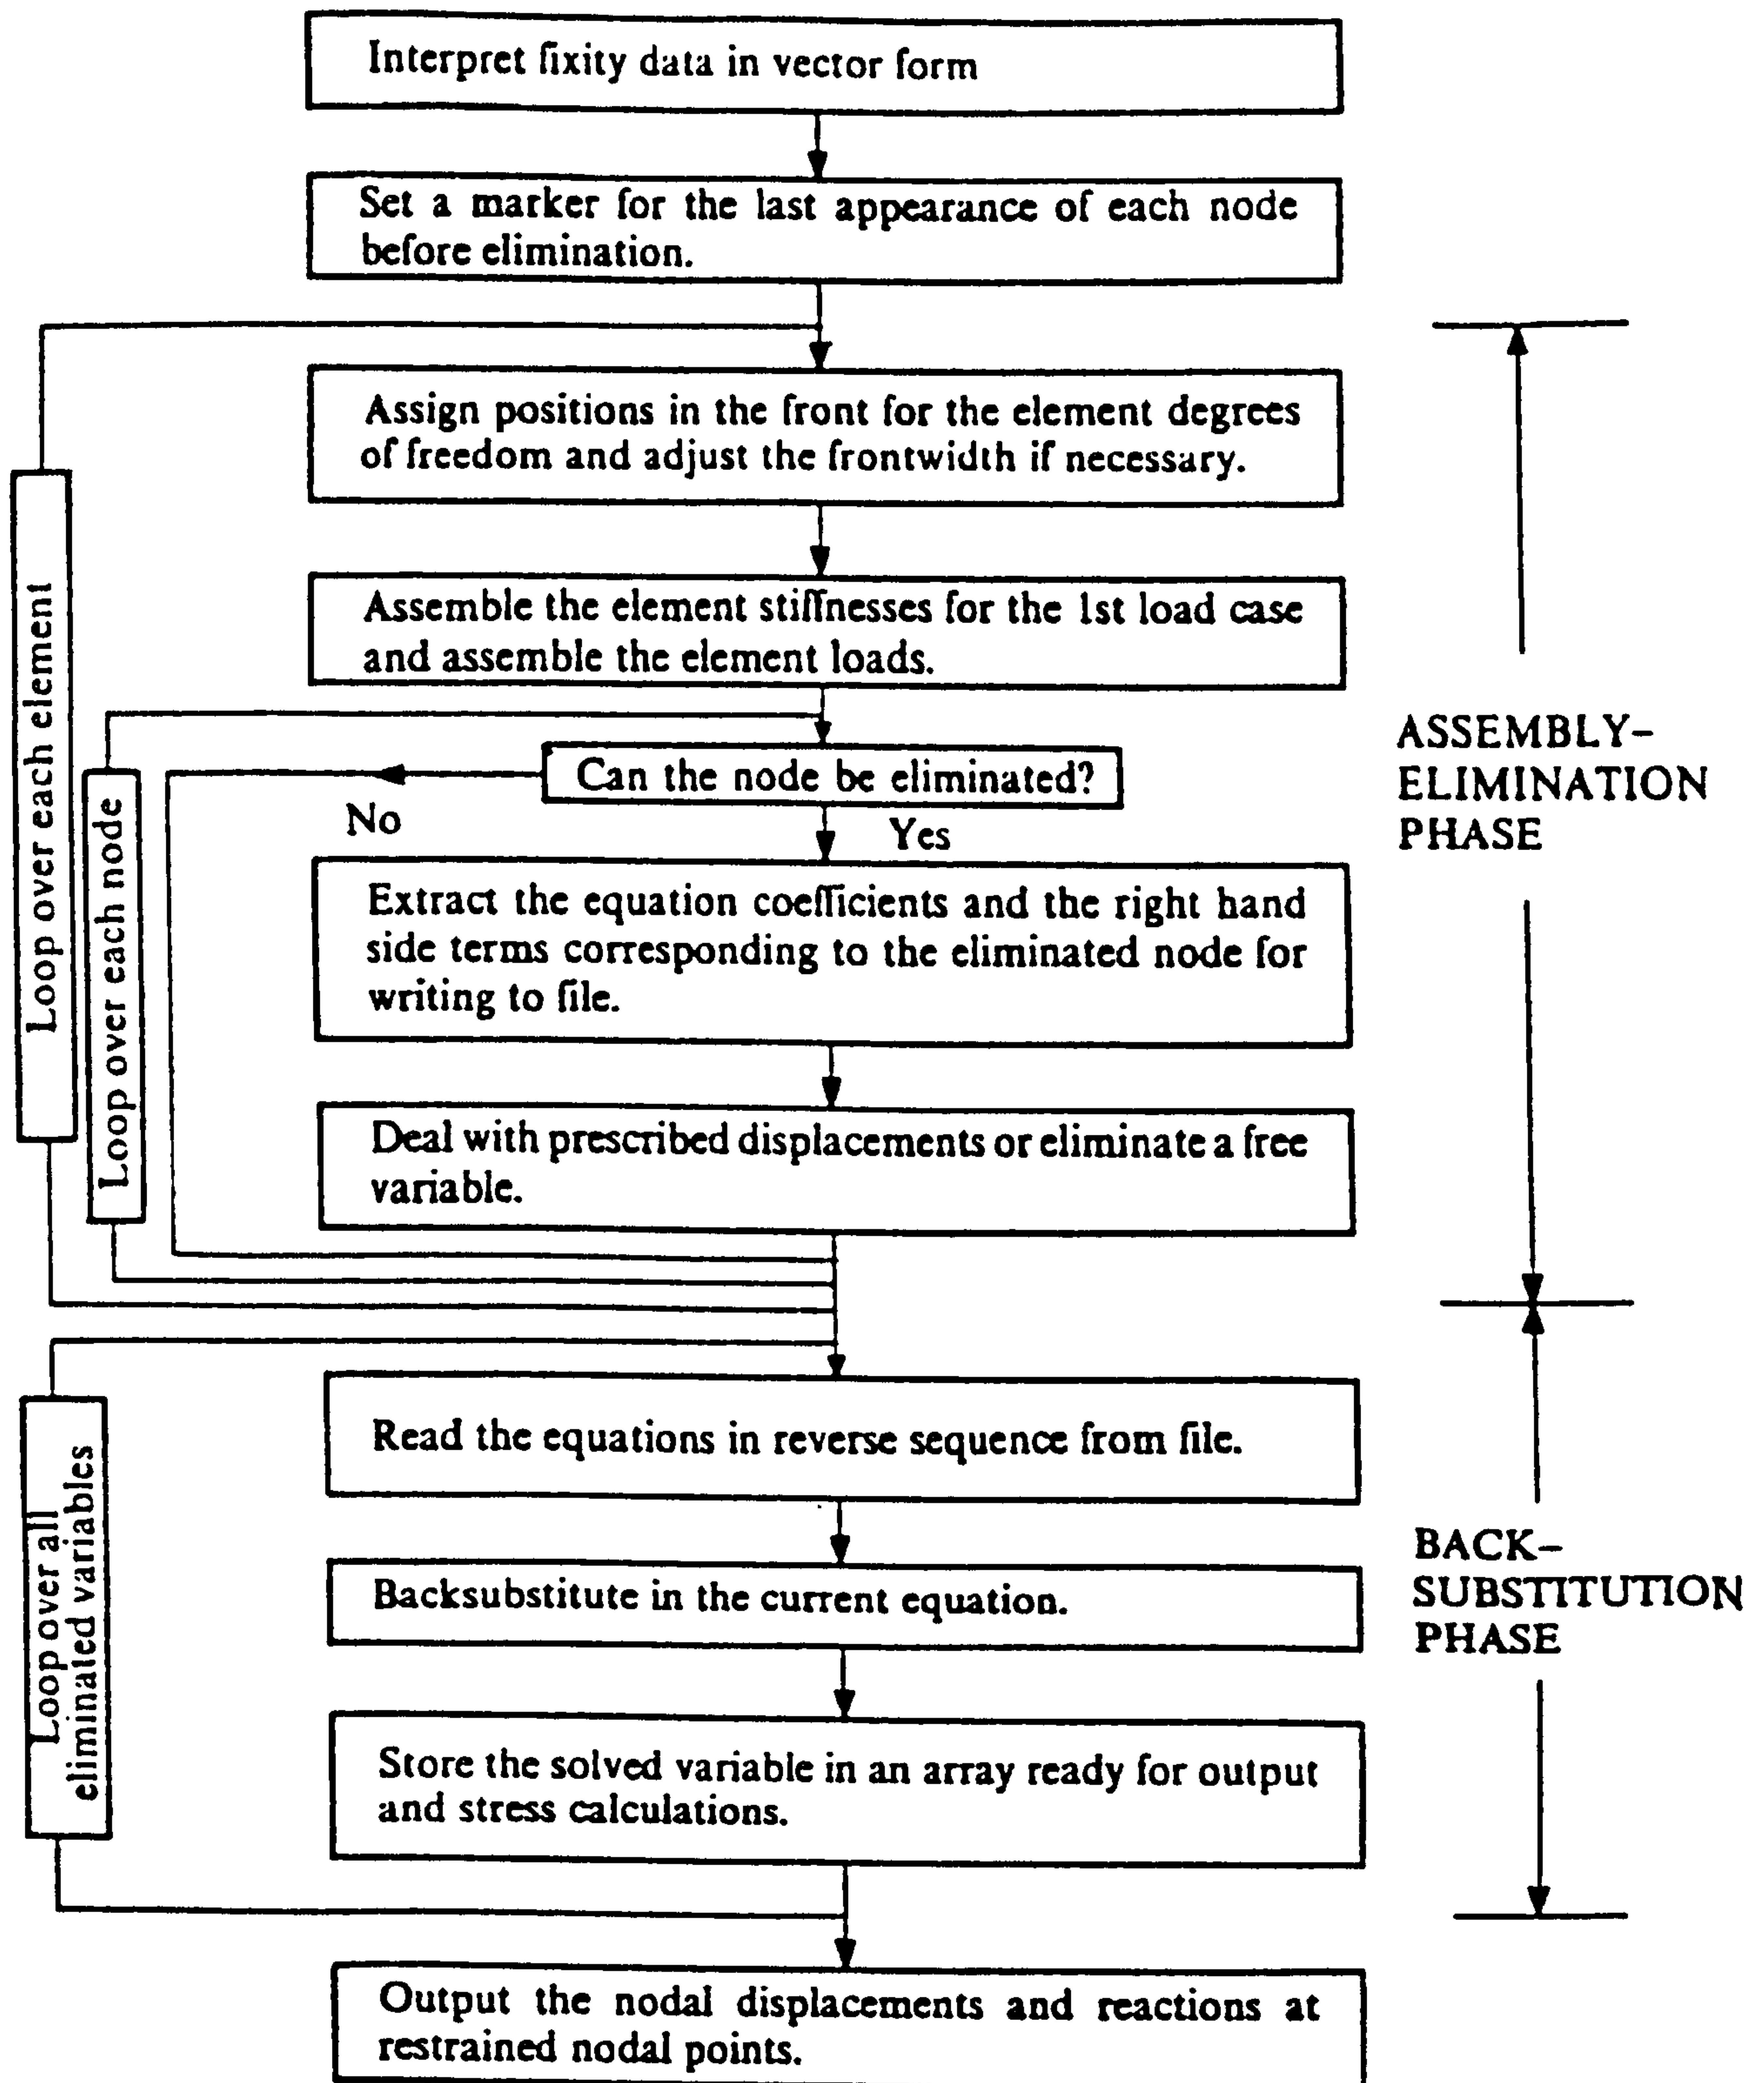 Interpret fixity data in vector form
Set a marker for the last appearance of each node
before elimination.
Assign positions in the front for the element degrees
of freedom and adjust the frontwidth if necessary.
Assemble the element stiffnesses for the 1st load case
and assemble the element loads.
Can the node be eliminated?
No
Yes
Extract the equation coefficients and the right hand
side terms corresponding to the eliminated node for
writing to file.
Deal with prescribed displacements or eliminate a free
variable.
Loop over each element
Loop over each node
ASSEMBLY-
ELIMINATION
PHASE
Read the equations in reverse sequence from file.
Backsubstitute in the current equation.
Store the solved variable in an array ready for output
and stress calculations.
Loop over all
eliminated variables
BACK-
SUBSTITUTION
PHASE
Output the nodal displacements and reactions at
restrained nodal points.